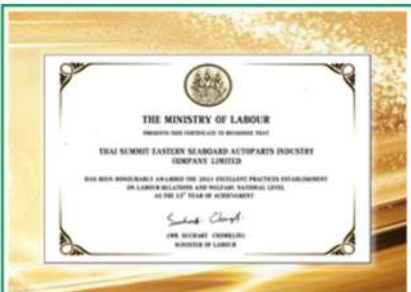 THE MINISTRY OF LABOUR
PRESENTS THIS CERTIFICATE TO RECOGNIZE THAT
THAI SUMMIT EASTERN SEABOARD AUTOPARTS INDUSTRY
COMPANY LIMITED
HAS BEEN HONOURABLY AWARDED THE 2021 EXCELLENT PRACTICES ESTABLISHMENT
ON LABOUR RELATIONS AND WELFARE NATIONAL LEVEL
AS THE YEAR OF ACHIEVEMENT
(MR. SUCHART CHOMKLIN)
MINISTER OF LABOUR